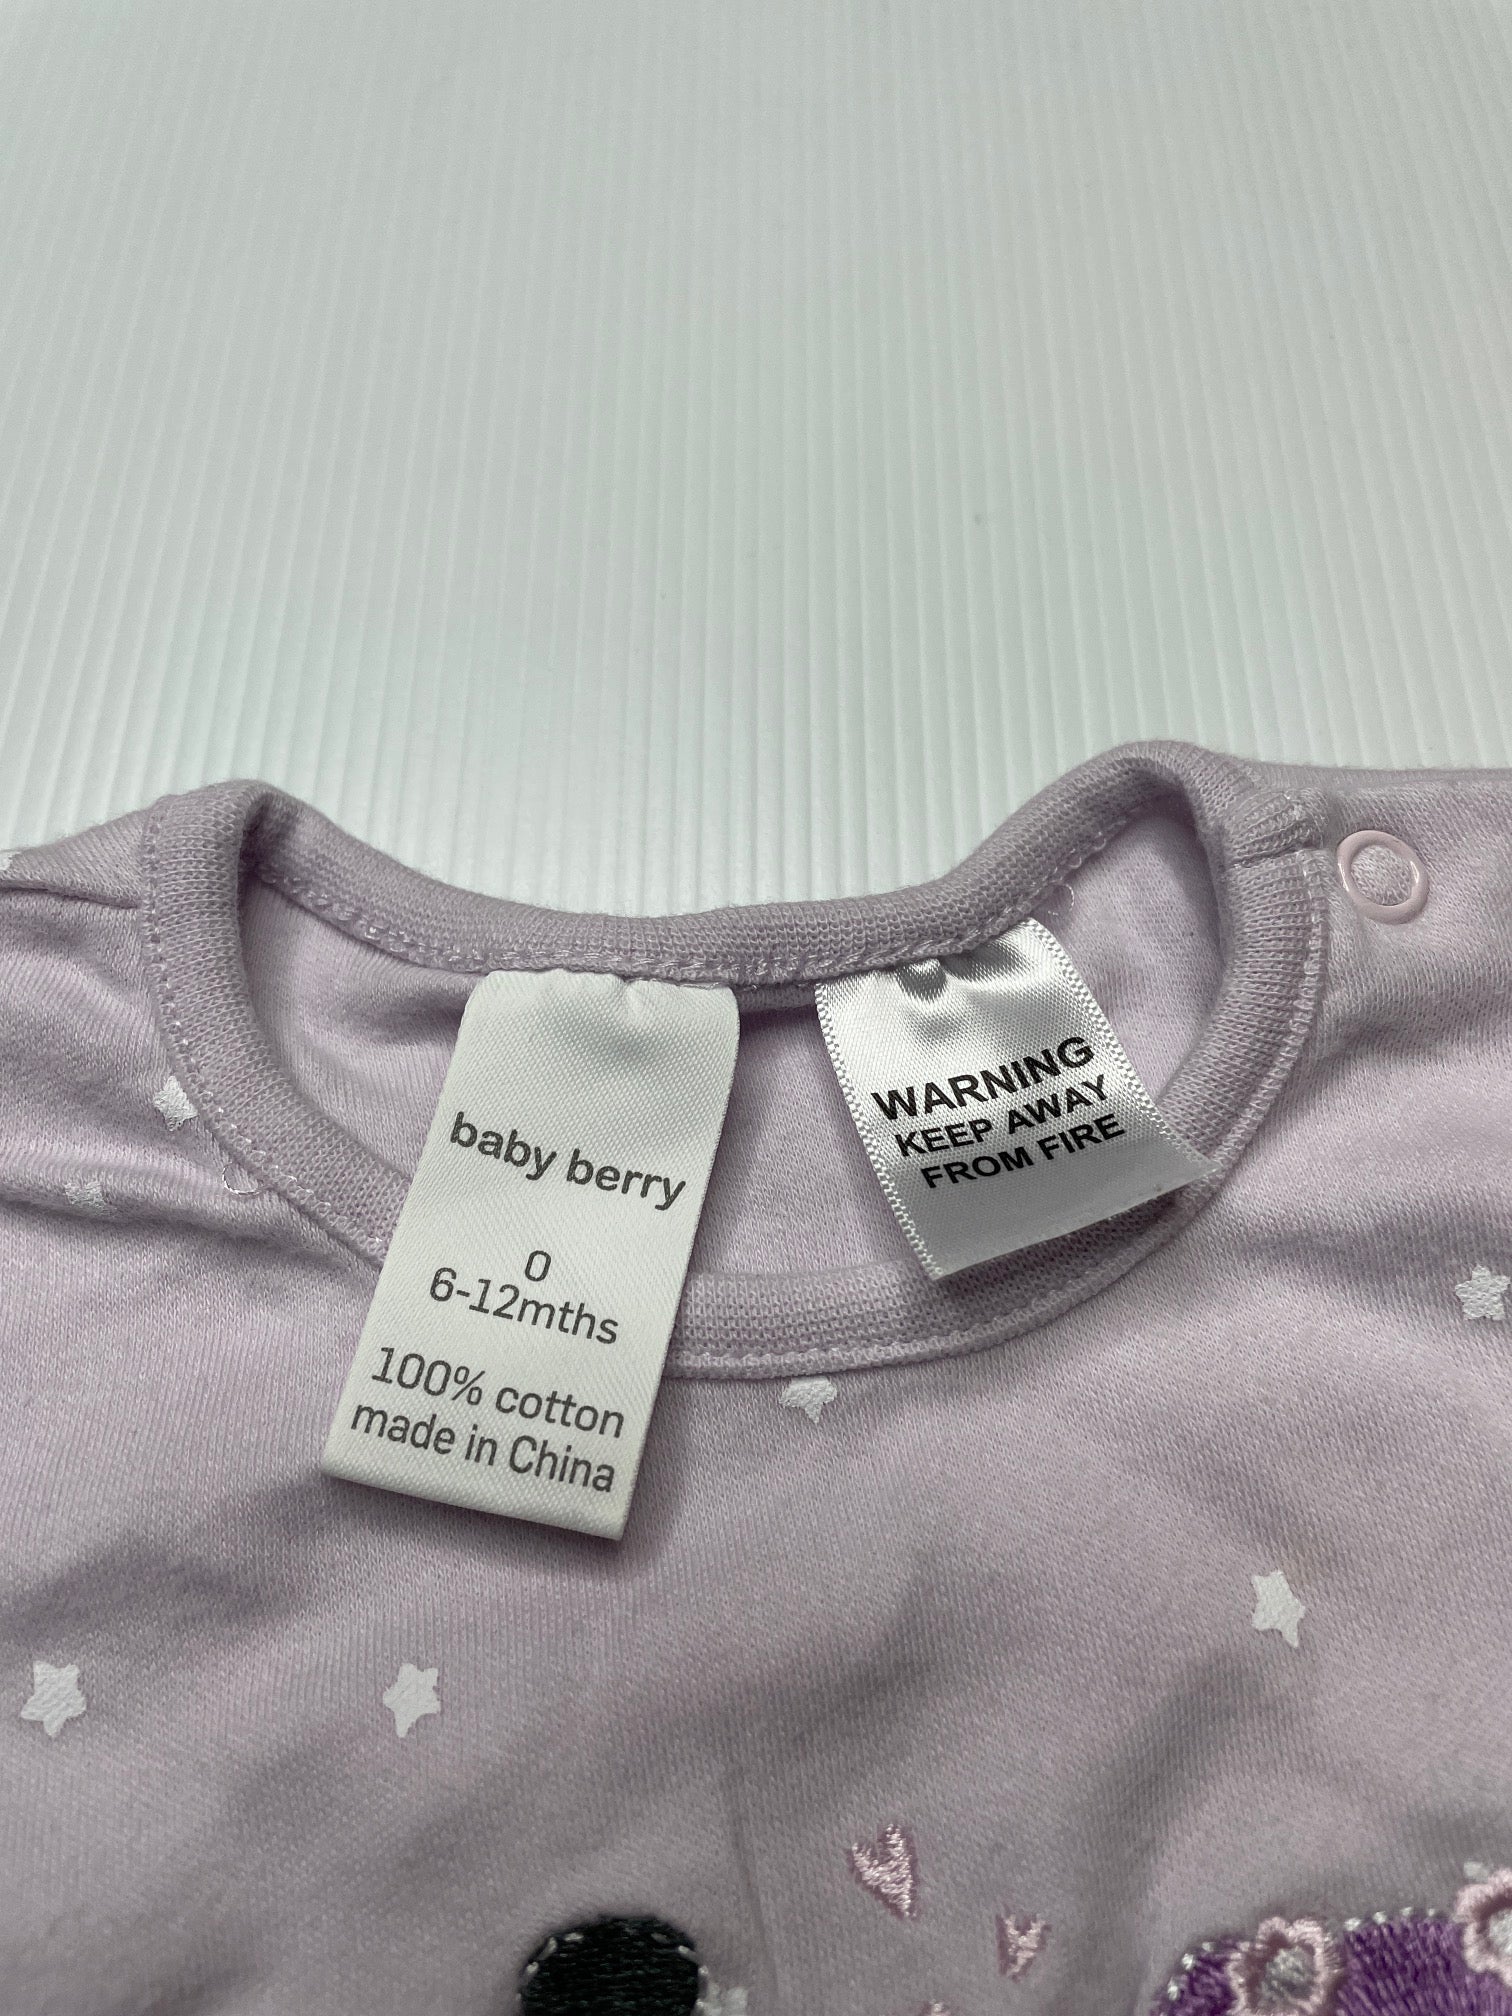 baby berry
0
6-12mths
100% cotton
made in China
WARNING
KEEP AWAY
FROM FIRE